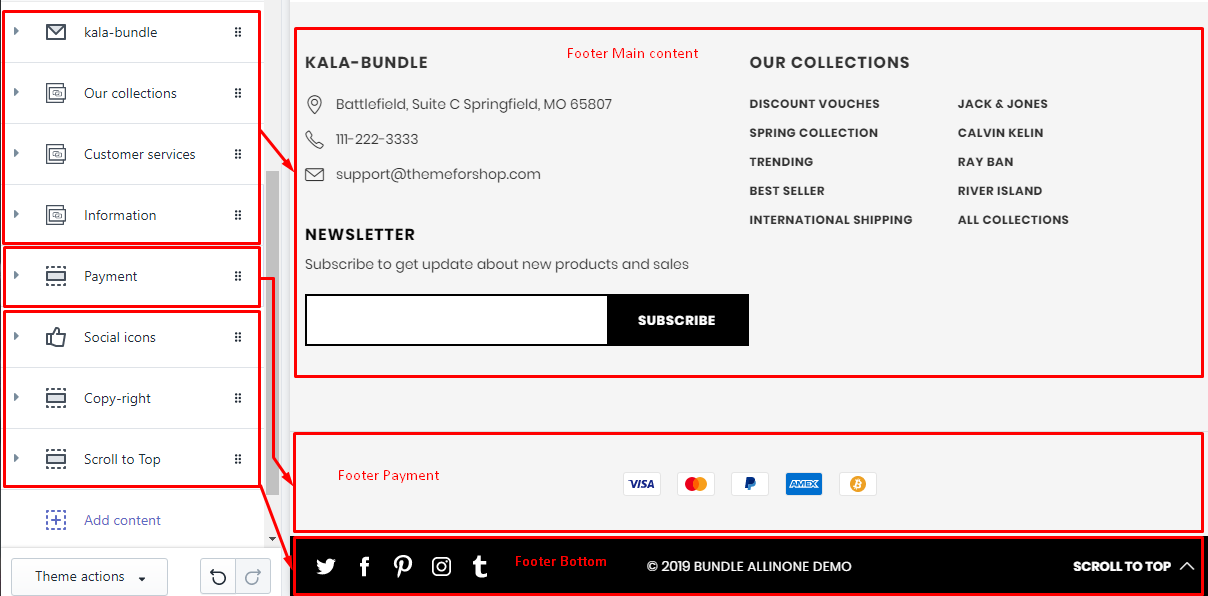 kala-bundle
Our collections
Customer services
Information
Payment
Social icons
Copy-right
Scroll to Top
Add content
Theme actions
Footer Main content
KALA-BUNDLE
Battlefield, Suite C Springfield, MO 65807
111-222-3333
support@themeforshop.com
NEWSLETTER
Subscribe to get update about new products and sales
SUBSCRIBE
OUR COLLECTIONS
DISCOUNT VOUCHES
SPRING COLLECTION
TRENDING
BEST SELLER
INTERNATIONAL SHIPPING
JACK & JONES
CALVIN KELIN
RAY BAN
RIVER ISLAND
ALL COLLECTIONS
Footer Payment
VISA
AMEX
Footer Bottom
© 2019 BUNDLE ALLINONE DEMO
SCROLL TO TOP